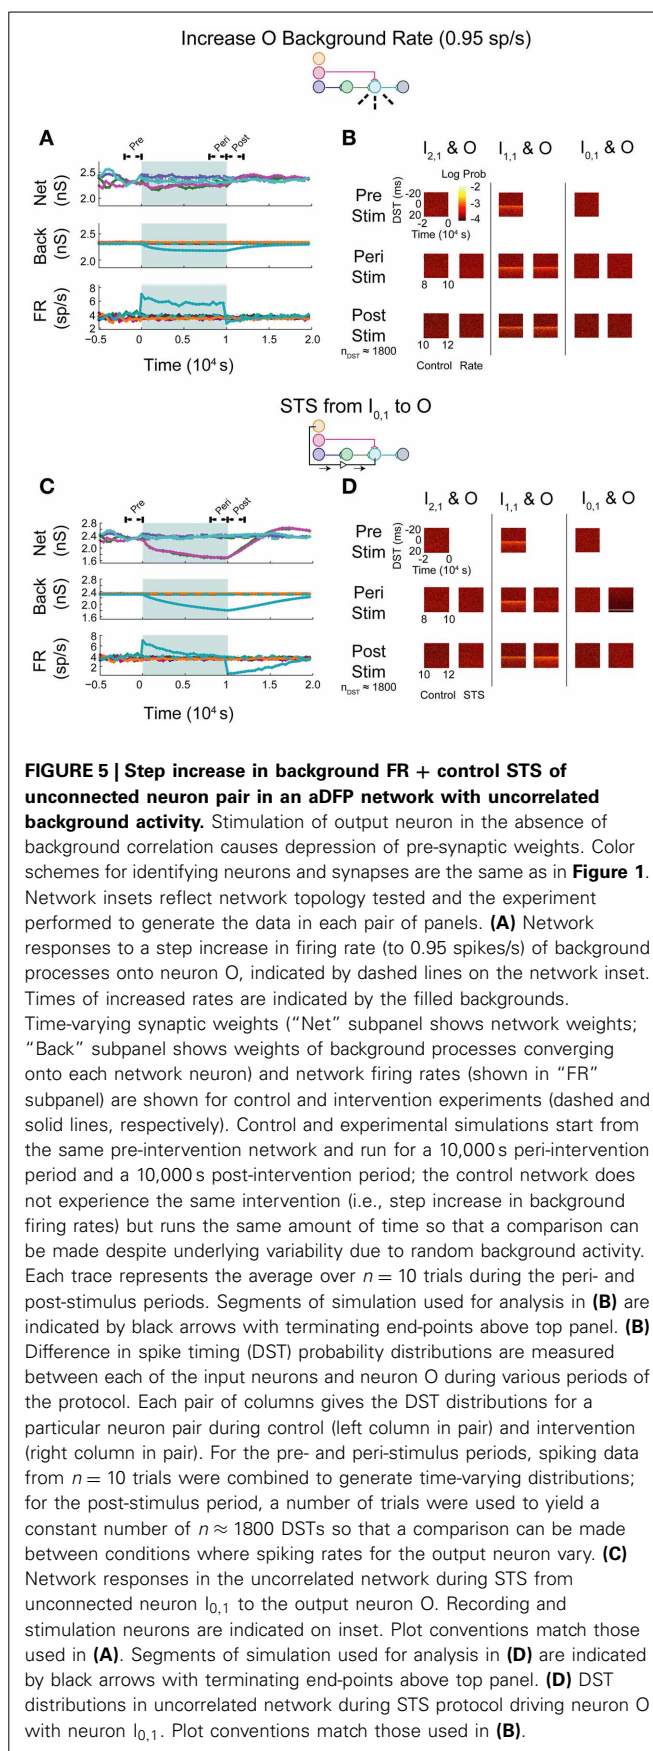 Increase O Background Rate (0.95 sp/s)
A
Pre
Peri
Post
Net
(nS)
2.5
2.0
Back
(nS)
2.5
2.0
FR
(sp/s)
8
6
4
2
-0.5
0
0.5
1
1.5
2.0
Time (10⁴ s)
B
I2,1 & O
I1,1 & O
I0,1 & O
Log Prob
-2
-3
-4
Pre
Stim
DST (ms)
-20
0
20
-2
0
Time (10⁴ s)
Peri
Stim
8
10
Post
Stim
nDST ≈ 1800
10
12
Control
Rate
STS from I0,1 to O
C
Pre
Peri
Post
Net
(nS)
2.8
2.4
1.6
Back
(nS)
2.8
2.4
1.6
FR
(sp/s)
8
6
4
2
-0.5
0
0.5
1
1.5
2.0
Time (10⁴ s)
D
I2,1 & O
I1,1 & O
I0,1 & O
Pre
Stim
DST (ms)
-20
0
20
-2
0
Time (10⁴ s)
Peri
Stim
8
10
Post
Stim
nDST ≈ 1800
10
12
Control
STS
FIGURE 5 | Step increase in background FR + control STS of
unconnected neuron pair in an aDFP network with uncorrelated
background activity. Stimulation of output neuron in the absence of
background correlation causes depression of pre-synaptic weights. Color
schemes for identifying neurons and synapses are the same as in Figure 1.
Network insets reflect network topology tested and the experiment
performed to generate the data in each pair of panels. (A) Network
responses to a step increase in firing rate (to 0.95 spikes/s) of background
processes onto neuron O, indicated by dashed lines on the network inset.
Times of increased rates are indicated by the filled backgrounds.
Time-varying synaptic weights (“Net” subpanel shows network weights;
“Back” subpanel shows weights of background processes converging
onto each network neuron) and network firing rates (shown in “FR”
subpanel) are shown for control and intervention experiments (dashed and
solid lines, respectively). Control and experimental simulations start from
the same pre-intervention network and run for a 10,000 s peri-intervention
period and a 10,000 s post-intervention period; the control network does
not experience the same intervention (i.e., step increase in background
firing rates) but runs the same amount of time so that a comparison can
be made despite underlying variability due to random background activity.
Each trace represents the average over n = 10 trials during the peri- and
post-stimulus periods. Segments of simulation used for analysis in (B) are
indicated by black arrows with terminating end-points above top panel. (B)
Difference in spike timing (DST) probability distributions are measured
between each of the input neurons and neuron O during various periods of
the protocol. Each pair of columns gives the DST distributions for a
particular neuron pair during control (left column in pair) and intervention
(right column in pair). For the pre- and peri-stimulus periods, spiking data
from n = 10 trials were combined to generate time-varying distributions;
for the post-stimulus period, a number of trials were used to yield a
constant number of n ≈ 1800 DSTs so that a comparison can be made
between conditions where spiking rates for the output neuron vary. (C)
Network responses in the uncorrelated network during STS from
unconnected neuron I0,1 to the output neuron O. Recording and
stimulation neurons are indicated on inset. Plot conventions match those
used in (A). Segments of simulation used for analysis in (D) are indicated
by black arrows with terminating end-points above top panel. (D) DST
distributions in uncorrelated network during STS protocol driving neuron O
with neuron I0,1. Plot conventions match those used in (B).